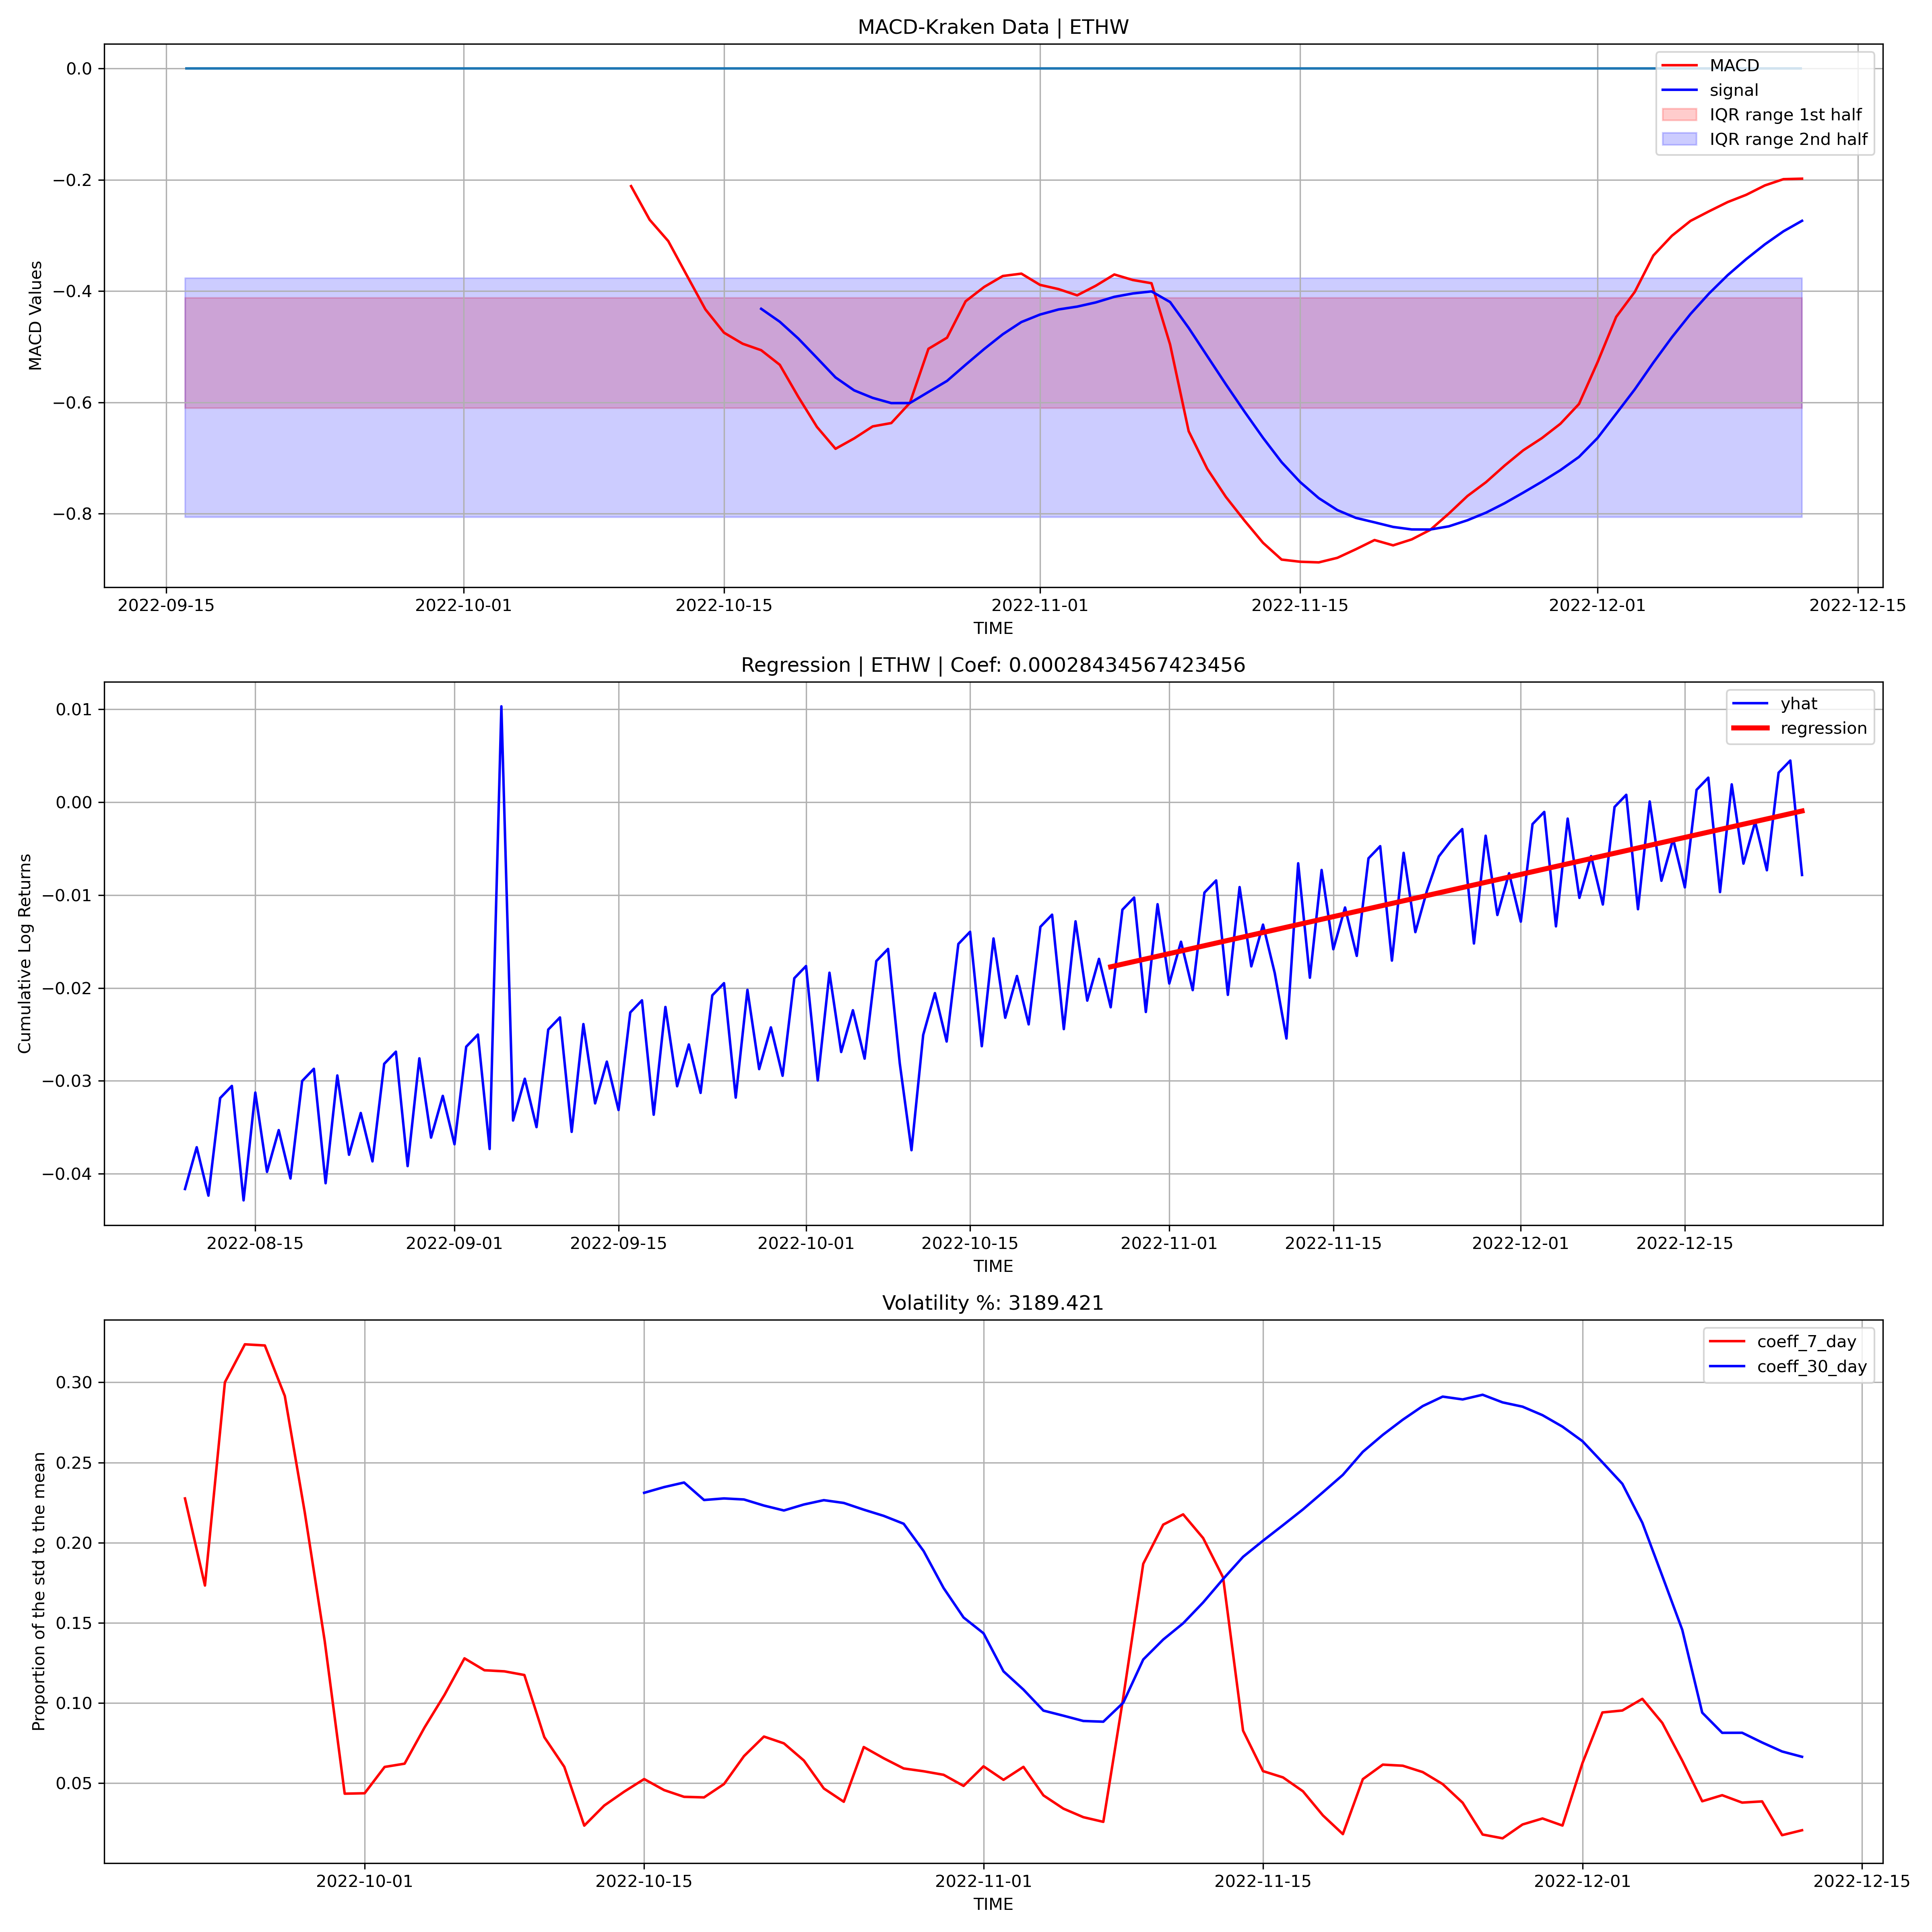 MACD-Kraken Data | ETHW
MACD Values
0.0
−0.2
−0.4
−0.6
−0.8
MACD
signal
IQR range 1st half
IQR range 2nd half
2022-09-15 2022-10-01 2022-10-15 2022-11-01 2022-11-15 2022-12-01 2022-12-15
TIME
Regression | ETHW | Coef: 0.00028434567423456
Cumulative Log Returns
0.01
0.00
−0.01
−0.02
−0.03
−0.04
yhat
regression
2022-08-15 2022-09-01 2022-09-15 2022-10-01 2022-10-15 2022-11-01 2022-11-15 2022-12-01 2022-12-15
TIME
Volatility %: 3189.421
Proportion of the std to the mean
0.30
0.25
0.20
0.15
0.10
0.05
coeff_7_day
coeff_30_day
2022-10-01 2022-10-15 2022-11-01 2022-11-15 2022-12-01 2022-12-15
TIME